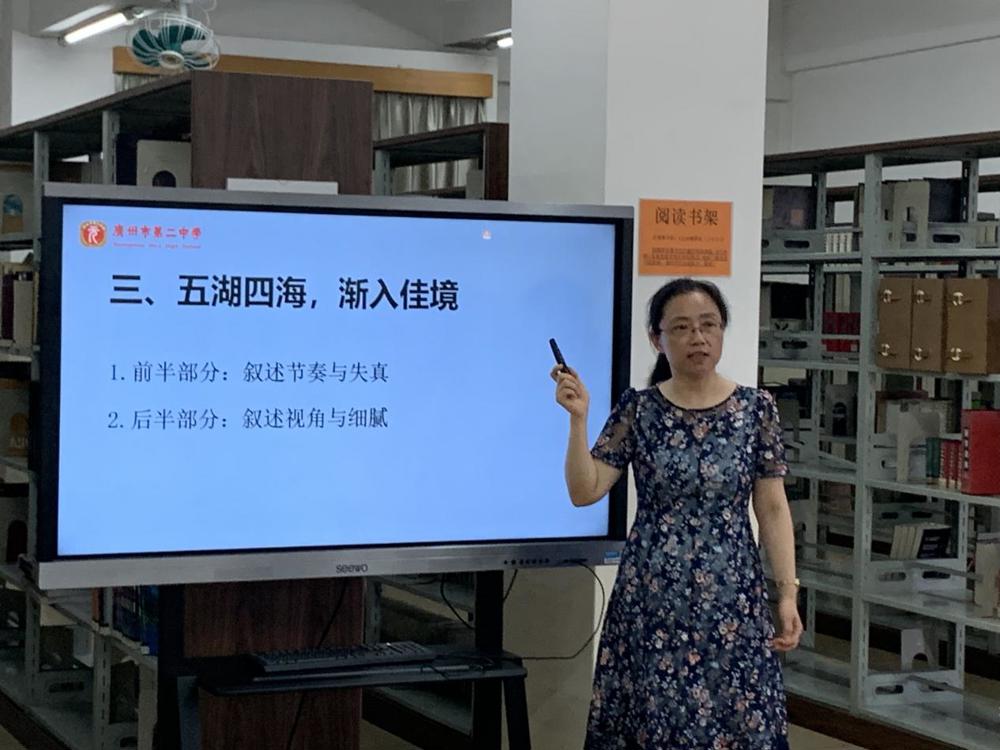 廣州市第二中學
三、五湖四海，渐入佳境
1. 前半部分：叙述节奏与失真
2. 后半部分：叙述视角与细腻
阅读书架
seewo